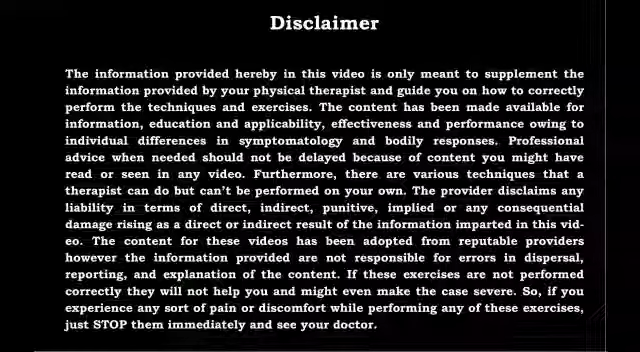 Disclaimer
The information provided hereby in this video is only meant to supplement the
information provided by your physical therapist and guide you on how to correctly
perform the techniques and exercises. The content has been made available for
information, education and applicability, effectiveness and performance owing to
individual differences in symptomatology and bodily responses. Professional
advice when needed should not be delayed because of content you might have
read or seen in any video. Furthermore, there are various techniques that a
therapist can do but can't be performed on your own. The provider disclaims any
liability in terms of direct, indirect, punitive, implied or any consequential
damage rising as a direct or indirect result of the information imparted in this vid-
eo. The content for these videos has been adopted from reputable providers
however the information provided are not responsible for errors in dispersal,
reporting, and explanation of the content. If these exercises are not performed
correctly they will not help you and might even make the case severe. So, if you
experience any sort of pain or discomfort while performing any of these exercises,
just STOP them immediately and see your doctor.